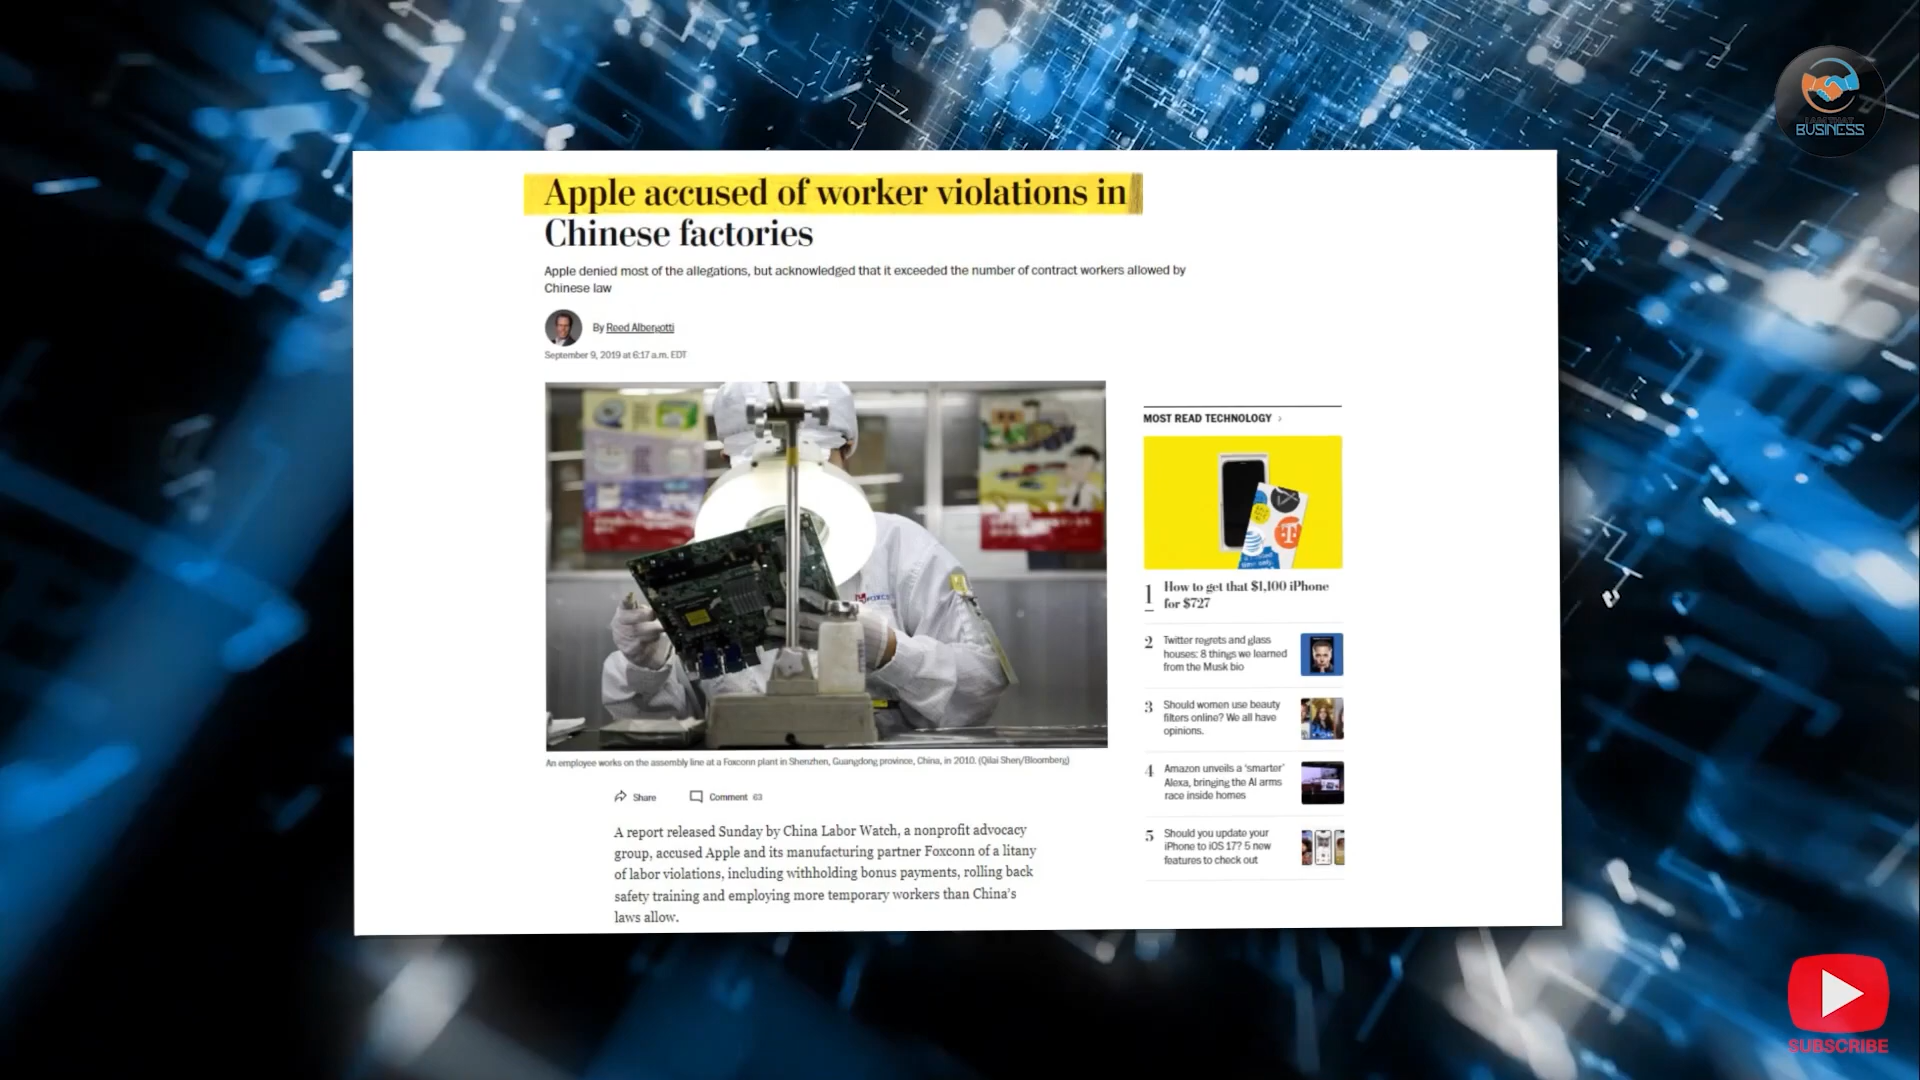 BUSINESS
Apple accused of worker violations in
Chinese factories
Apple denied most of the allegations, but acknowledged that it exceeded the number of contract workers allowed by
Chinese law
By Reed Albergotti
September 9, 2019 at 6:17 a.m. EDT
An employee works on the assembly line at a Foxconn plant in Shenzhen, Guangdong province, China, in 2010. (Qilai Shen/Bloomberg)
Share
Comment 63
A report released Sunday by China Labor Watch, a nonprofit advocacy
group, accused Apple and its manufacturing partner Foxconn of a litany
of labor violations, including withholding bonus payments, rolling back
safety training and employing more temporary workers than China's
laws allow.
MOST READ TECHNOLOGY ›
1
How to get that $1,100 iPhone
for $727
2
Twitter regrets and glass
houses: 8 things we learned
from the Musk bio
3
Should women use beauty
filters online? We all have
opinions.
4
Amazon unveils a 'smarter'
Alexa, bringing the AI arms
race inside homes
5
Should you update your
iPhone to iOS 17? 5 new
features to check out
SUBSCRIBE